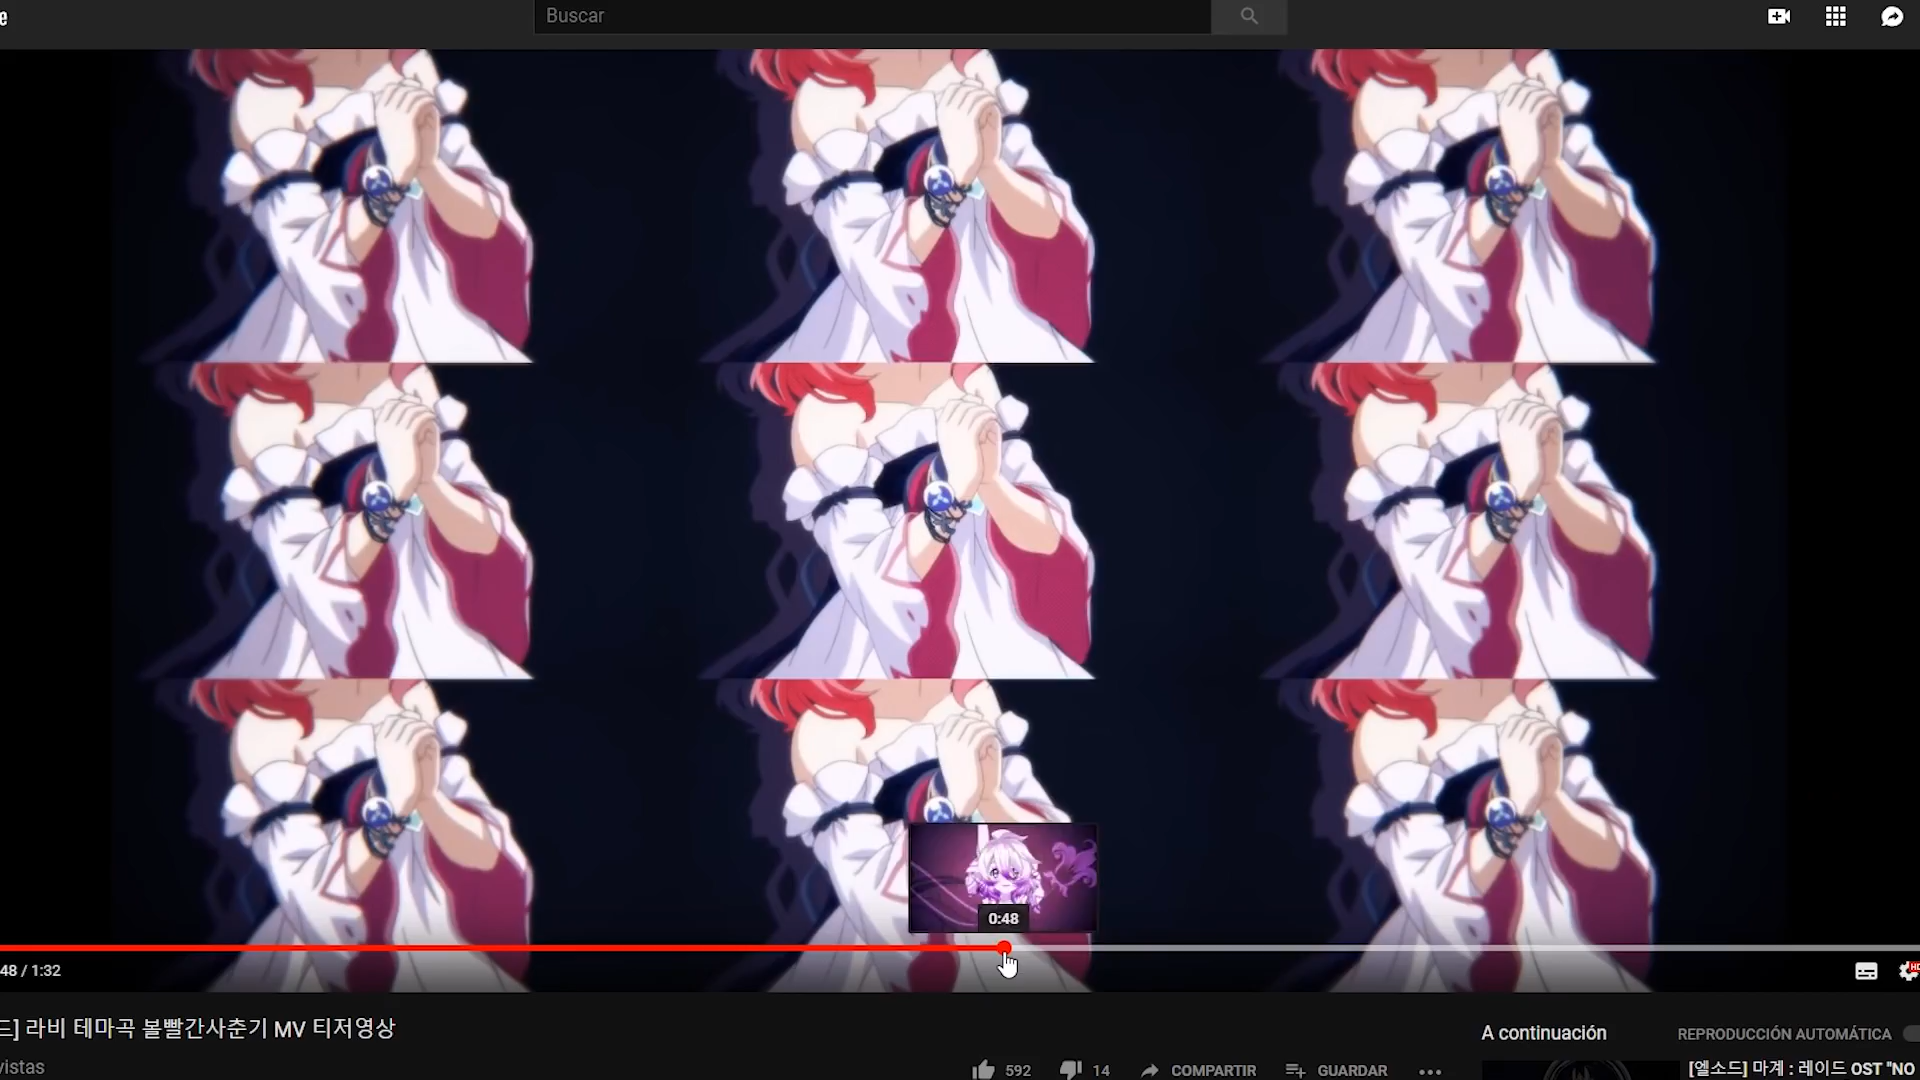 e
Buscar
0:48
48 / 1:32
HD
드] 라비 테마곡 볼빨간사춘기 MV 티저영상
vistas
592
14
COMPARTIR
GUARDAR
A continuación
REPRODUCCIÓN AUTOMÁTICA
[엘소드] 마계 : 레이드 OST "NO